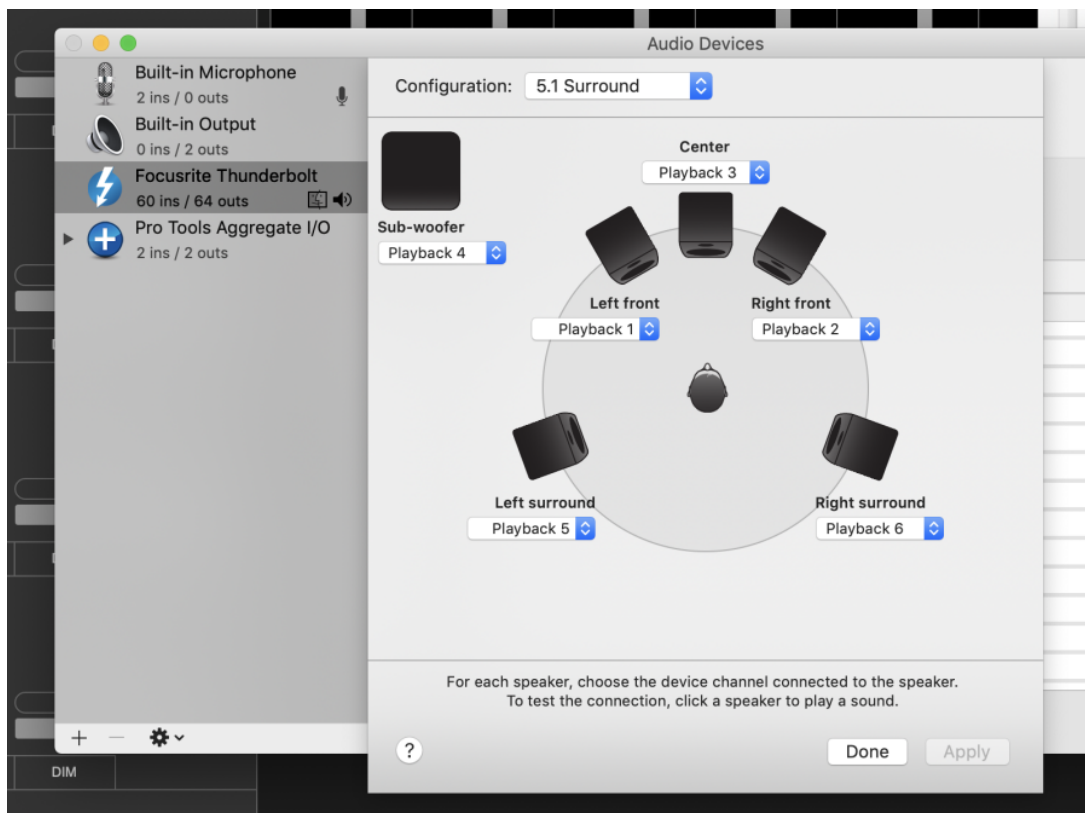 Audio Devices
Built-in Microphone
2 ins / 0 outs
Built-in Output
0 ins / 2 outs
Focusrite Thunderbolt
60 ins / 64 outs
Pro Tools Aggregate I/O
2 ins / 2 outs
Configuration: 5.1 Surround
Center
Playback 3
Sub-woofer
Playback 4
Left front
Right front
Playback 1
Playback 2
Left surround
Right surround
Playback 5
Playback 6
For each speaker, choose the device channel connected to the speaker.
To test the connection, click a speaker to play a sound.
?
Done
Apply
DIM